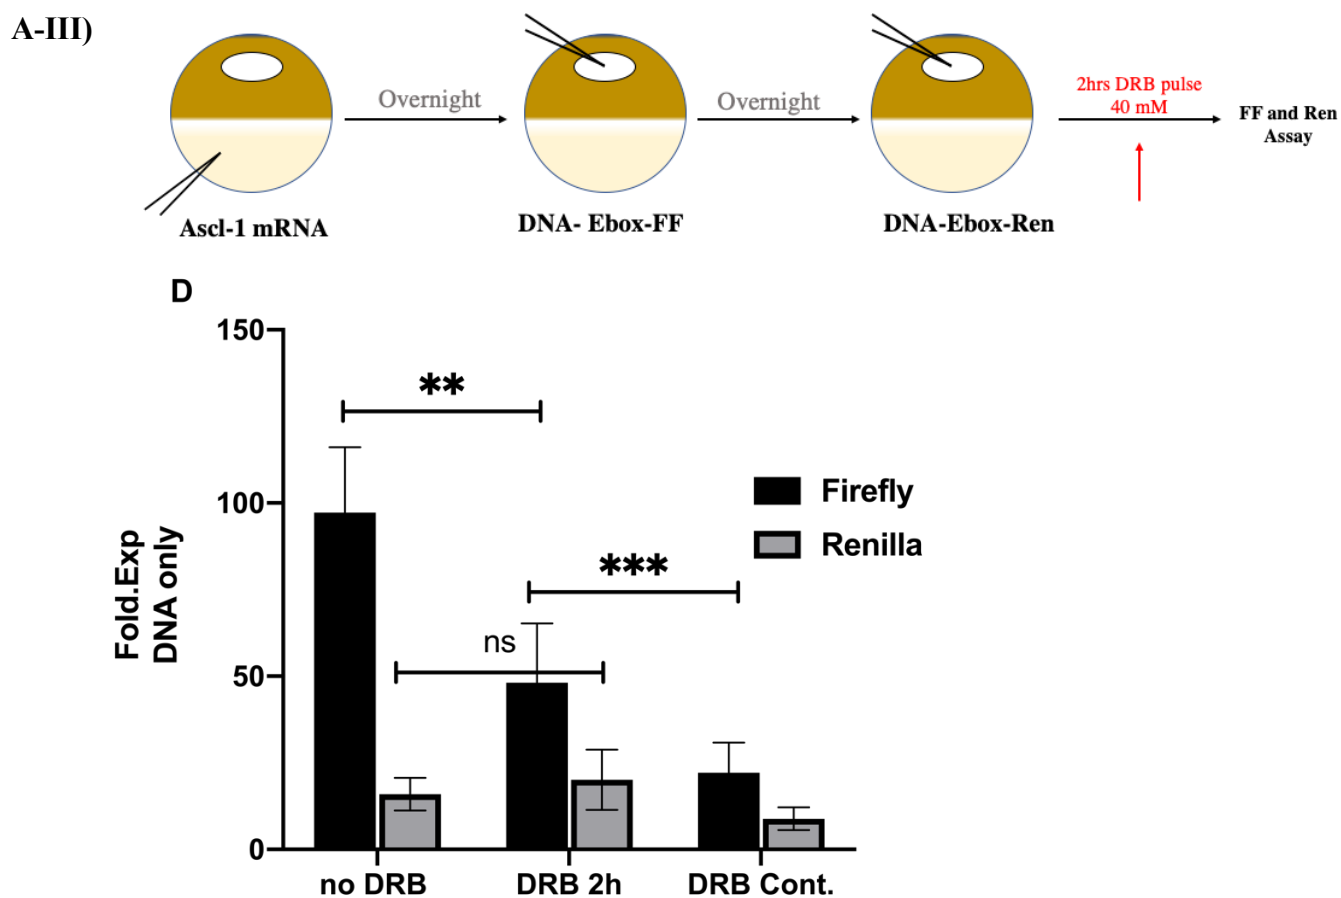 A-III)
Overnight
Overnight
2hrs DRB pulse
40 mM
FF and Ren
Assay
Ascl-1 mRNA
DNA- Ebox-FF
DNA-Ebox-Ren
D
150
100
50
0
Fold.Exp
DNA only
**
***
ns
Firefly
Renilla
no DRB
DRB 2h
DRB Cont.